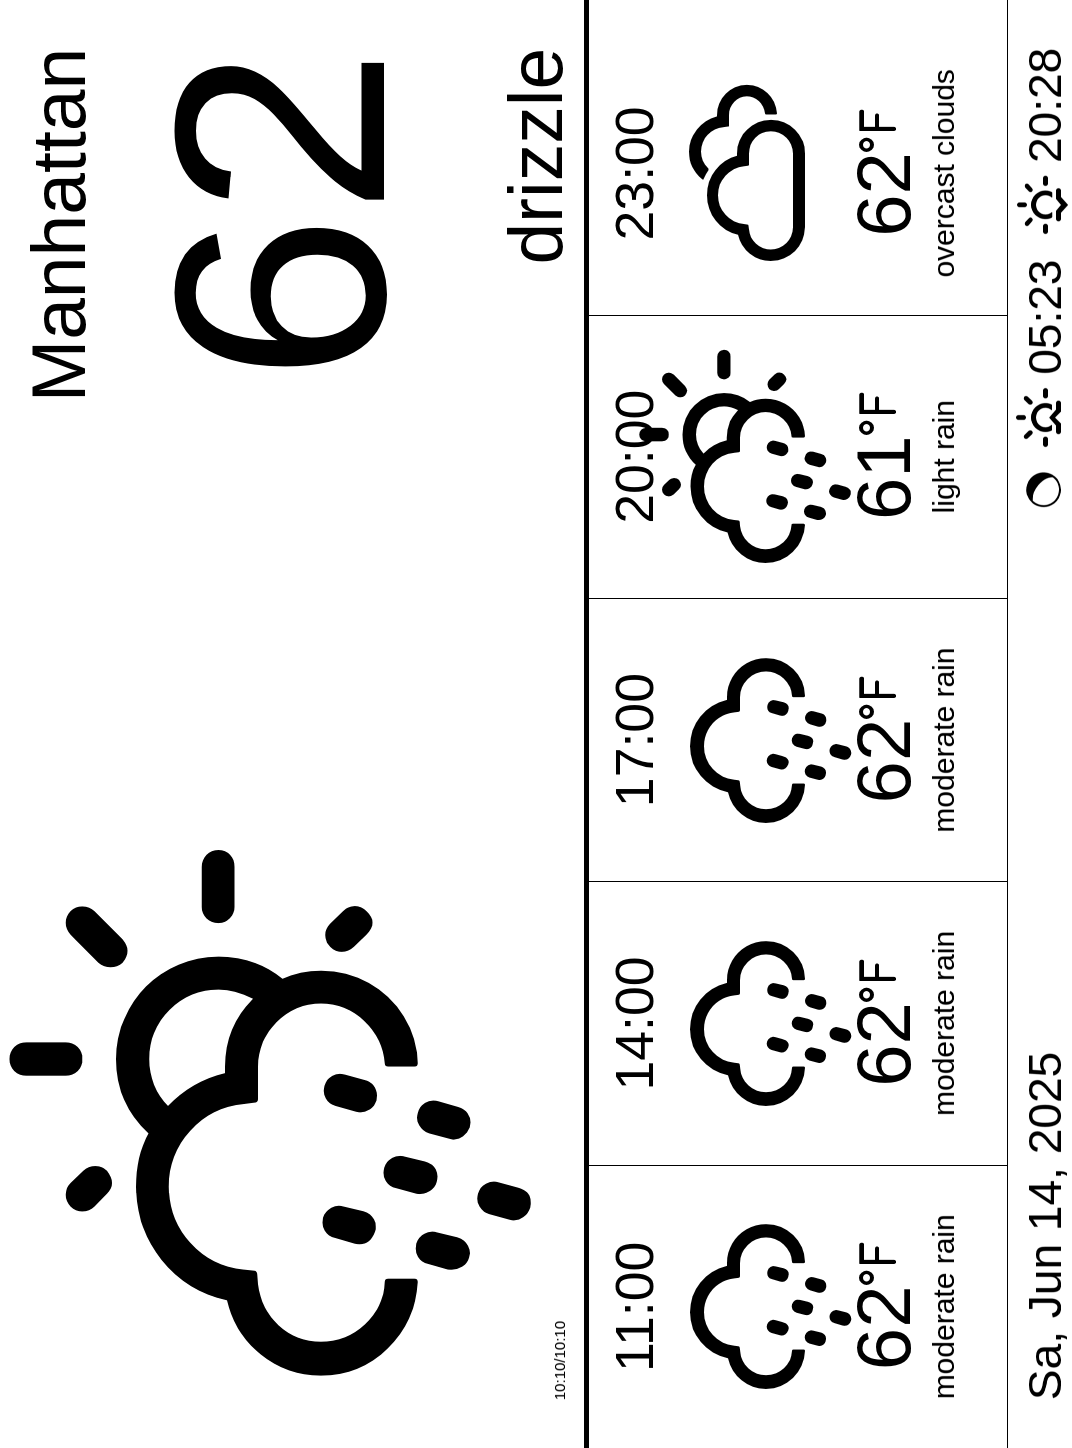 Manhattan
62
drizzle
10:10/10:10
11:00
62°F
moderate rain
14:00
62°F
moderate rain
17:00
62°F
moderate rain
20:00
61°F
light rain
23:00
62°F
overcast clouds
Sa, Jun 14, 2025
05:23
20:28